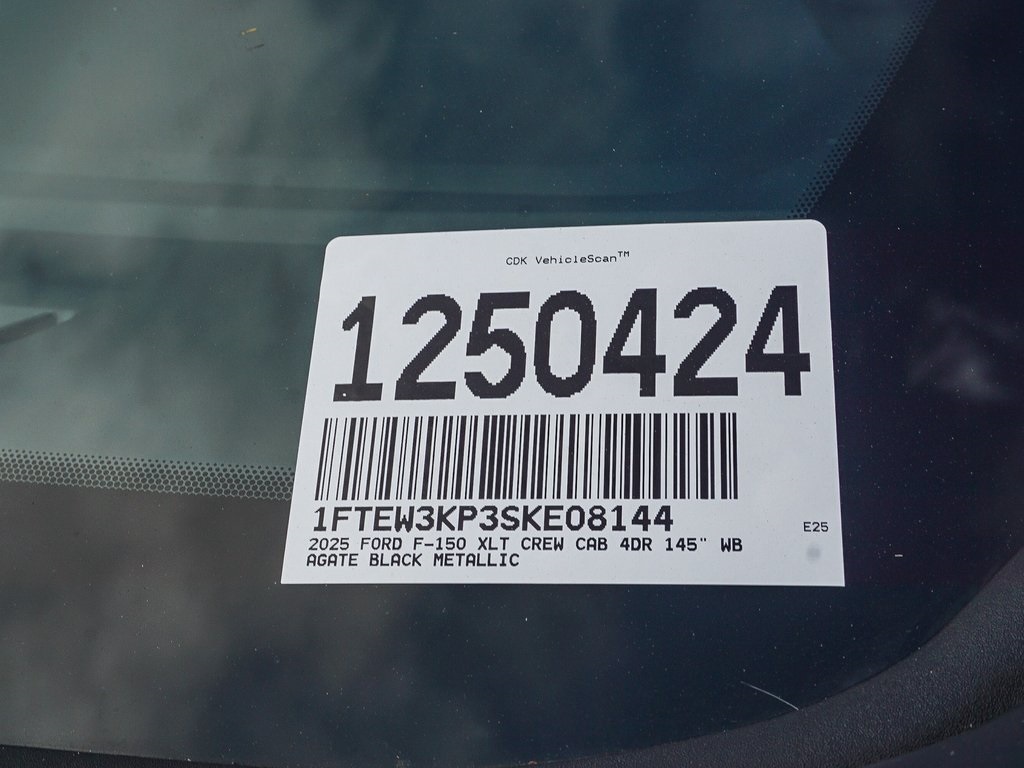 CDK VehicleScan™
1250424
1FTEW3KP3SKE08144
E25
2025 FORD F-150 XLT CREW CAB 4DR 145" WB
AGATE BLACK METALLIC